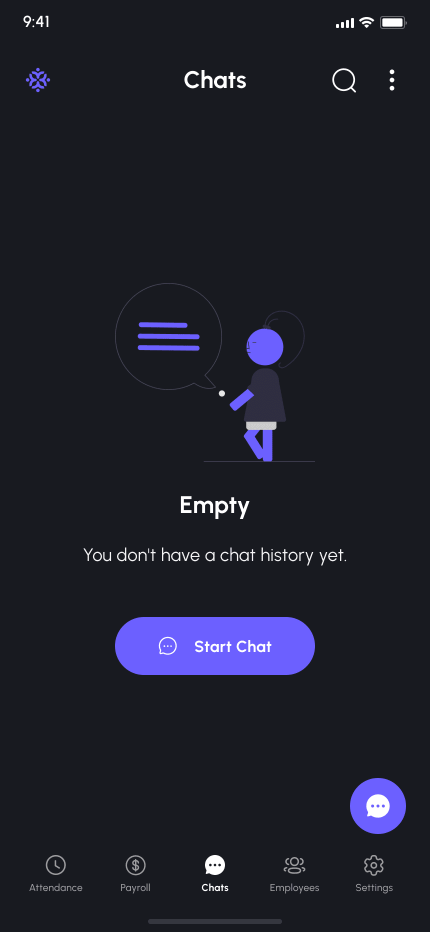 9:41
Chats
Empty
You don't have a chat history yet.
Start Chat
Attendance
Payroll
Chats
Employees
Settings